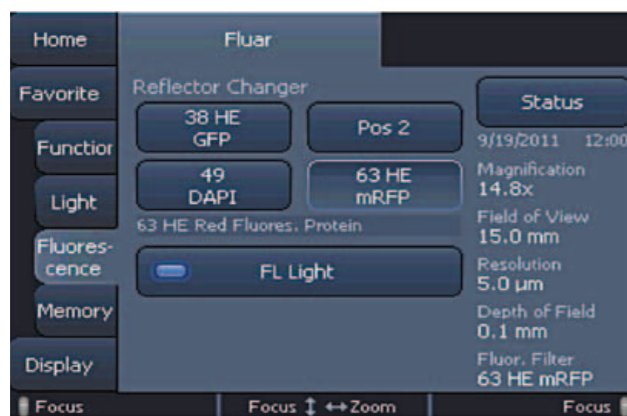 Home
Favorite
Function
Light
Fluores-
cence
Memory
Display
Fluar
Reflector Changer
38 HE
GFP
Pos 2
49
DAPI
63 HE
mRFP
63 HE Red Fluores. Protein
FL Light
Status
9/19/2011 12:00
Magnification
14.8x
Field of View
15.0 mm
Resolution
5.0 µm
Depth of Field
0.1 mm
Fluor. Filter
63 HE mRFP
Focus
Focus ↕ ↔ Zoom
Focus